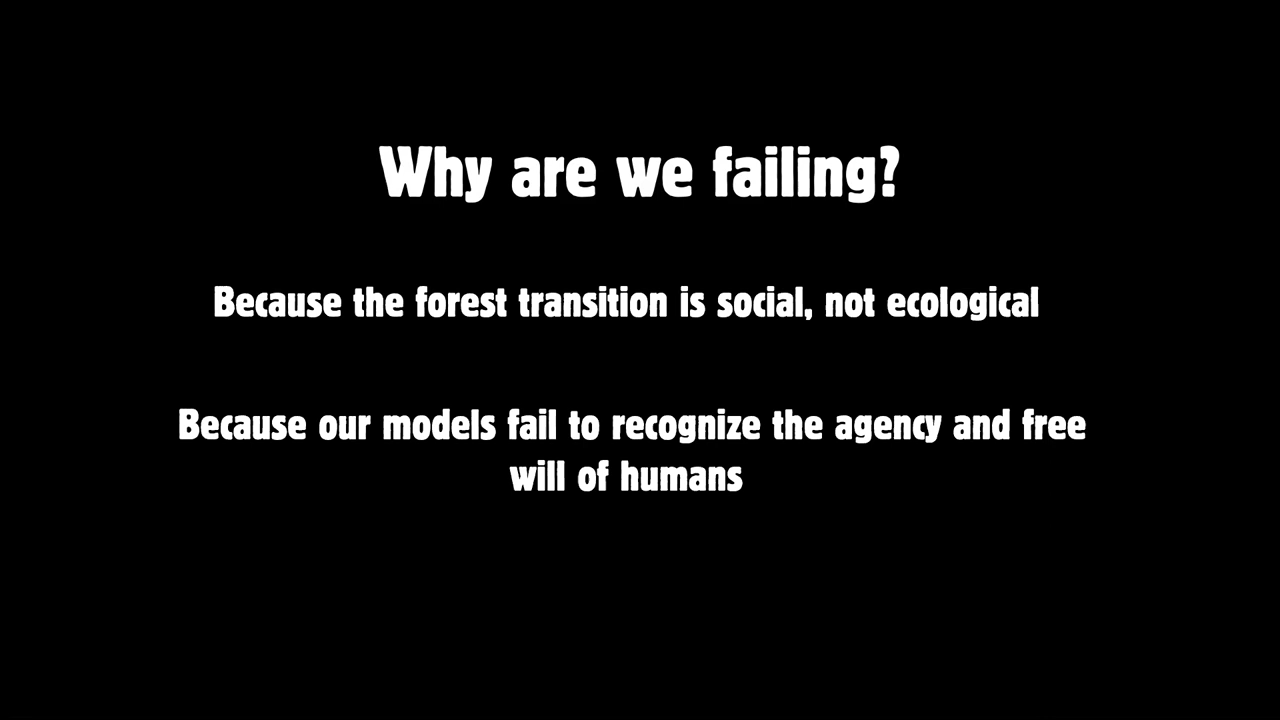 Why are we failing?
Because the forest transition is social, not ecological
Because our models fail to recognize the agency and free
will of humans